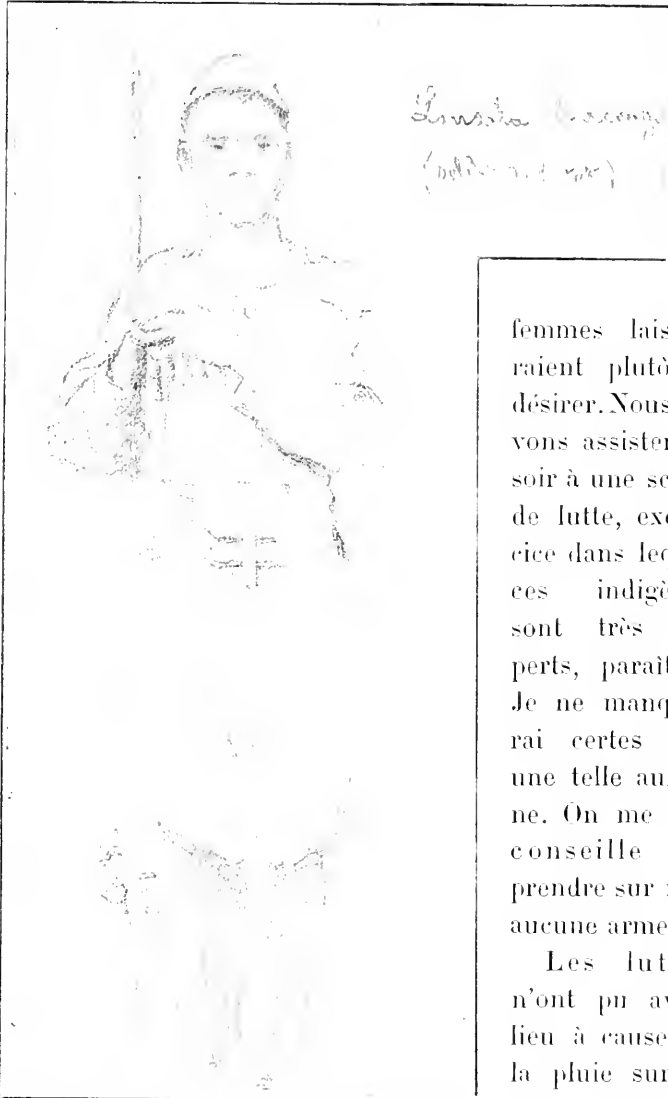 femmes lais
raient plutô
désirer. Nous
vons assister
soir à une sc
de lutte, exe
cice dans lec
ces indigè
sont très
perts, paraît
Je ne manq
rai certes
une telle au
ne. On me
conseille
prendre sur
aucune arme
Les lut
n'ont pu av
lieu à cause
la pluie sur